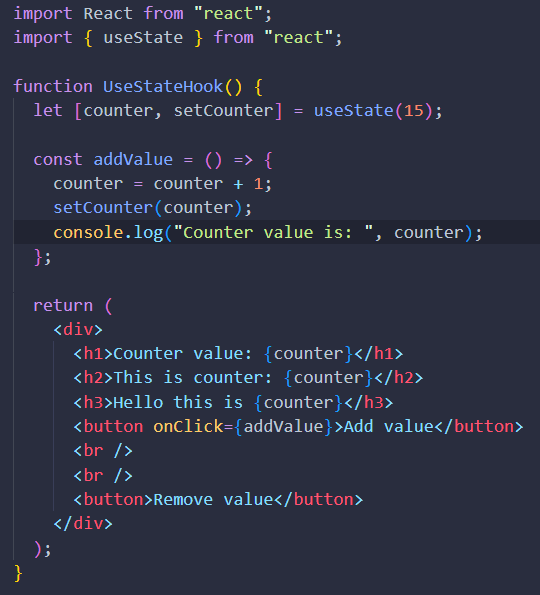 import React from "react";
import { useState } from "react";
function UseStateHook() {
let [counter, setCounter] = useState(15);
const addValue = () => {
counter = counter + 1;
setCounter(counter);
console.log("Counter value is: ", counter);
};
return (
<div>
<h1>Counter value: {counter}</h1>
<h2>This is counter: {counter}</h2>
<h3>Hello this is {counter}</h3>
<button onClick={addValue}>Add value</button>
<br />
<br />
<button>Remove value</button>
</div>
);
}